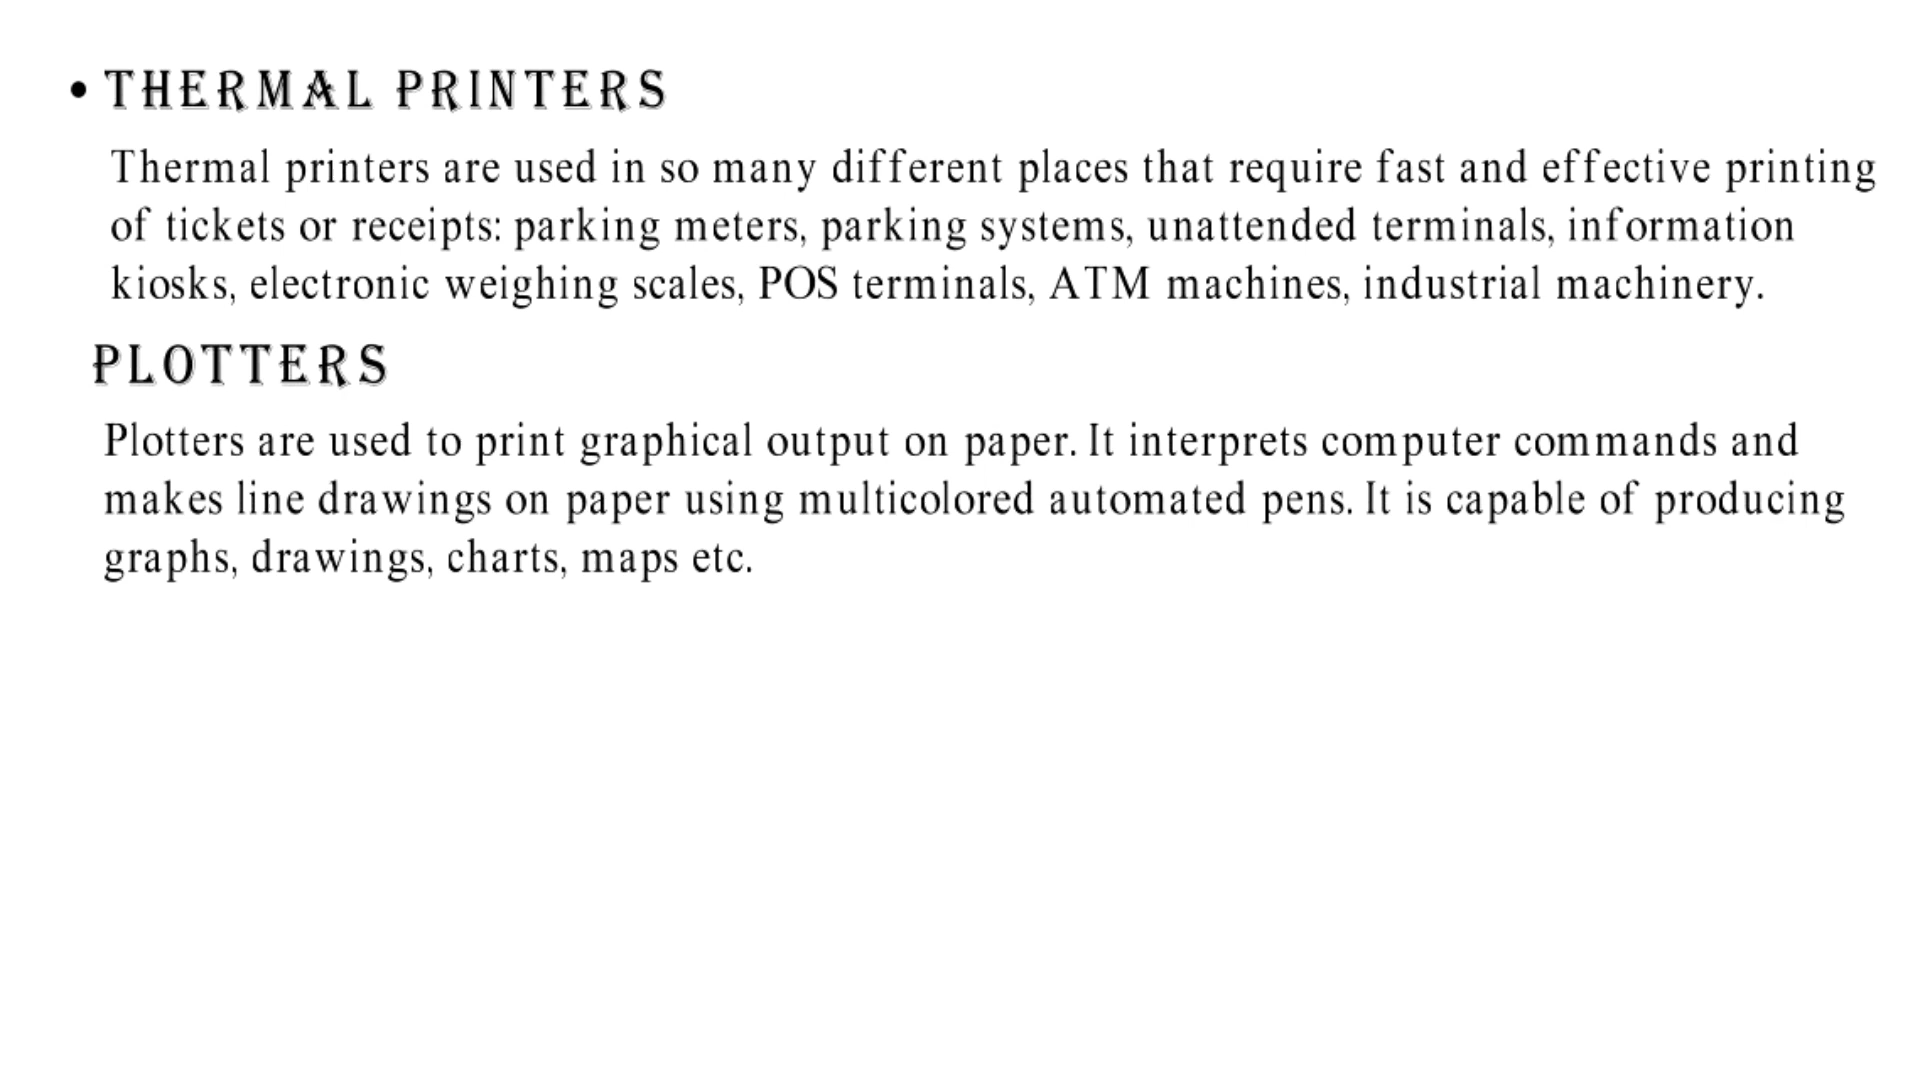 • THERMAL PRINTERS
Thermal printers are used in so many different places that require fast and effective printing
of tickets or receipts: parking meters, parking systems, unattended terminals, information
kiosks, electronic weighing scales, POS terminals, ATM machines, industrial machinery.
PLOTTERS
Plotters are used to print graphical output on paper. It interprets computer commands and
makes line drawings on paper using multicolored automated pens. It is capable of producing
graphs, drawings, charts, maps etc.